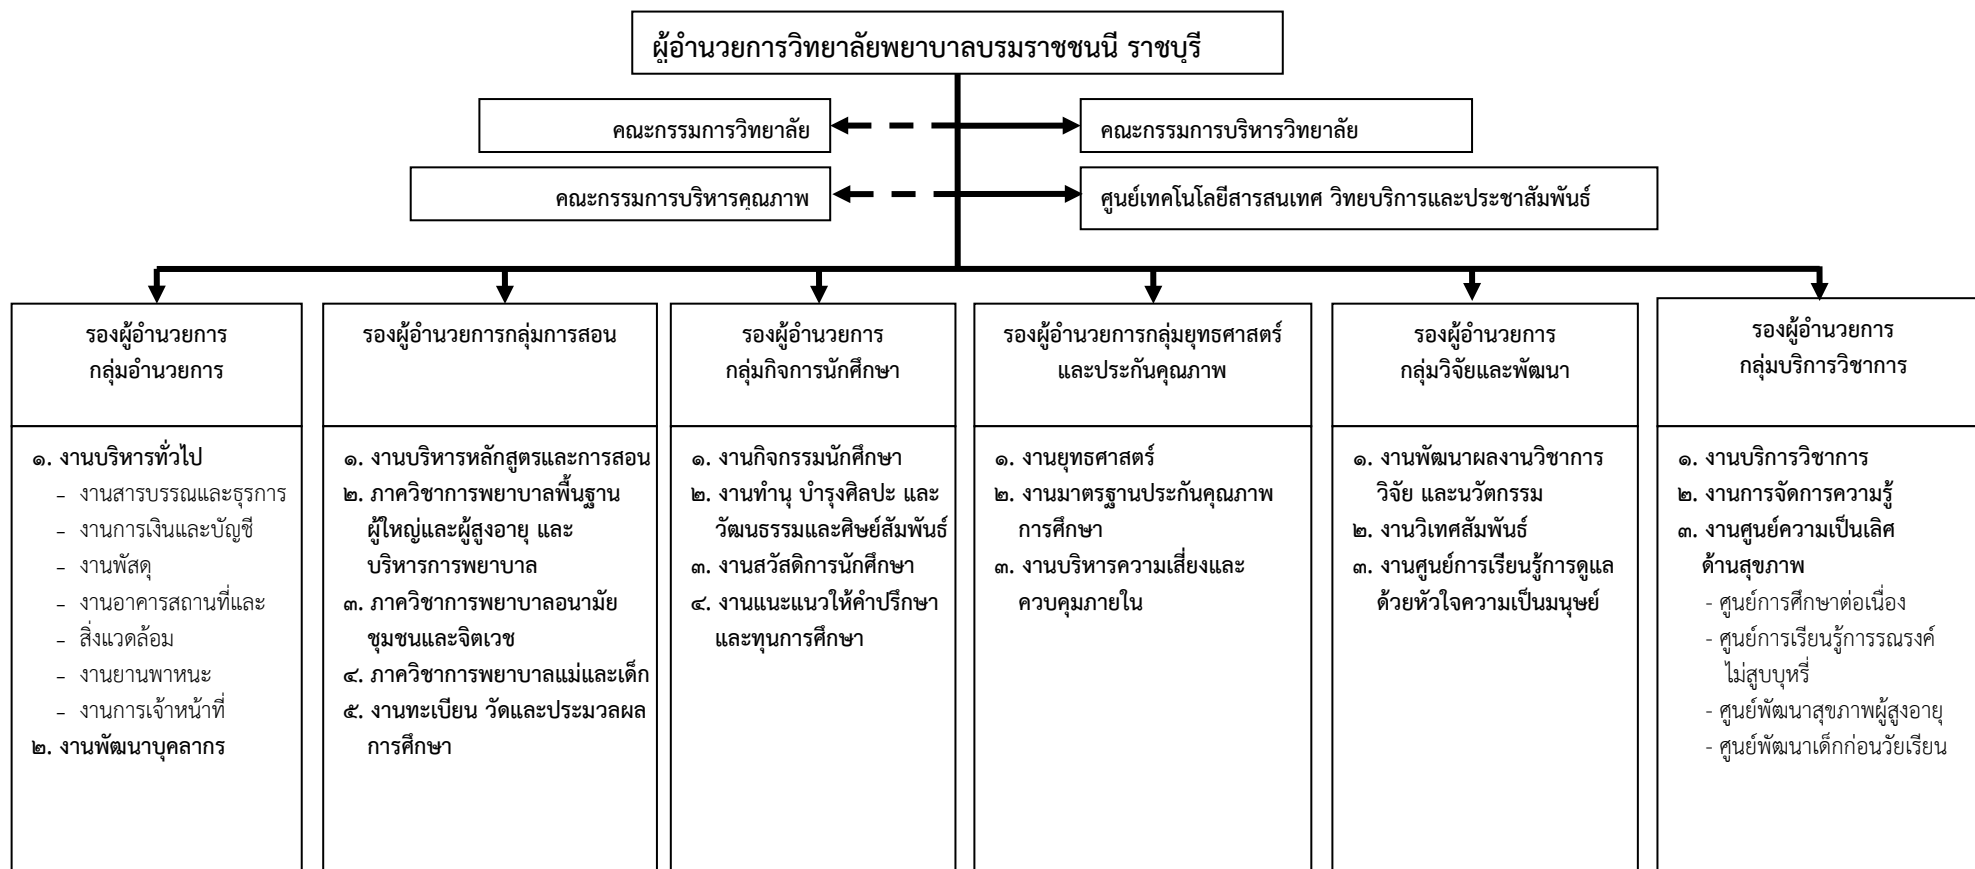 ผู้อำนวยการวิทยาลัยพยาบาลบรมราชชนนี ราชบุรี
คณะกรรมการวิทยาลัย
คณะกรรมการบริหารวิทยาลัย
คณะกรรมการบริหารคุณภาพ
ศูนย์เทคโนโลยีสารสนเทศ วิทยบริการและประชาสัมพันธ์
รองผู้อำนวยการ
กลุ่มอำนวยการ
๑. งานบริหารทั่วไป
- งานสารบรรณและธุรการ
- งานการเงินและบัญชี
- งานพัสดุ
- งานอาคารสถานที่และ
- สิ่งแวดล้อม
- งานยานพาหนะ
- งานการเจ้าหน้าที่
๒. งานพัฒนาบุคลากร
รองผู้อำนวยการกลุ่มการสอน
๑. งานบริหารหลักสูตรและการสอน
๒. ภาควิชาการพยาบาลพื้นฐาน
ผู้ใหญ่และผู้สูงอายุ และ
บริหารการพยาบาล
๓. ภาควิชาการพยาบาลอนามัย
ชุมชนและจิตเวช
๔. ภาควิชาการพยาบาลแม่และเด็ก
๕. งานทะเบียน วัดและประมวลผล
การศึกษา
รองผู้อำนวยการ
กลุ่มกิจการนักศึกษา
๑. งานกิจกรรมนักศึกษา
๒. งานทำนุ บำรุงศิลปะ และ
วัฒนธรรมและศิษย์สัมพันธ์
๓. งานสวัสดิการนักศึกษา
๔. งานแนะแนวให้คำปรึกษา
และทุนการศึกษา
รองผู้อำนวยการกลุ่มยุทธศาสตร์
และประกันคุณภาพ
๑. งานยุทธศาสตร์
๒. งานมาตรฐานประกันคุณภาพ
การศึกษา
๓. งานบริหารความเสี่ยงและ
ควบคุมภายใน
รองผู้อำนวยการ
กลุ่มวิจัยและพัฒนา
๑. งานพัฒนาผลงานวิชาการ
วิจัย และนวัตกรรม
๒. งานวิเทศสัมพันธ์
๓. งานศูนย์การเรียนรู้การดูแล
ด้วยหัวใจความเป็นมนุษย์
รองผู้อำนวยการ
กลุ่มบริการวิชาการ
๑. งานบริการวิชาการ
๒. งานการจัดการความรู้
๓. งานศูนย์ความเป็นเลิศ
ด้านสุขภาพ
- ศูนย์การศึกษาต่อเนื่อง
- ศูนย์การเรียนรู้การรณรงค์
ไม่สูบบุหรี่
- ศูนย์พัฒนาสุขภาพผู้สูงอายุ
- ศูนย์พัฒนาเด็กก่อนวัยเรียน